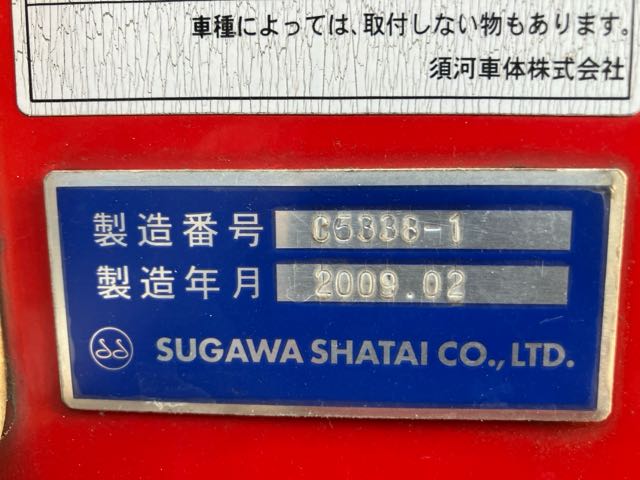 車種によっては、取付しない物もあります。
須河車体株式会社
製造番号 C5338-1
製造年月 2009.02
SUGAWA SHATAI CO., LTD.